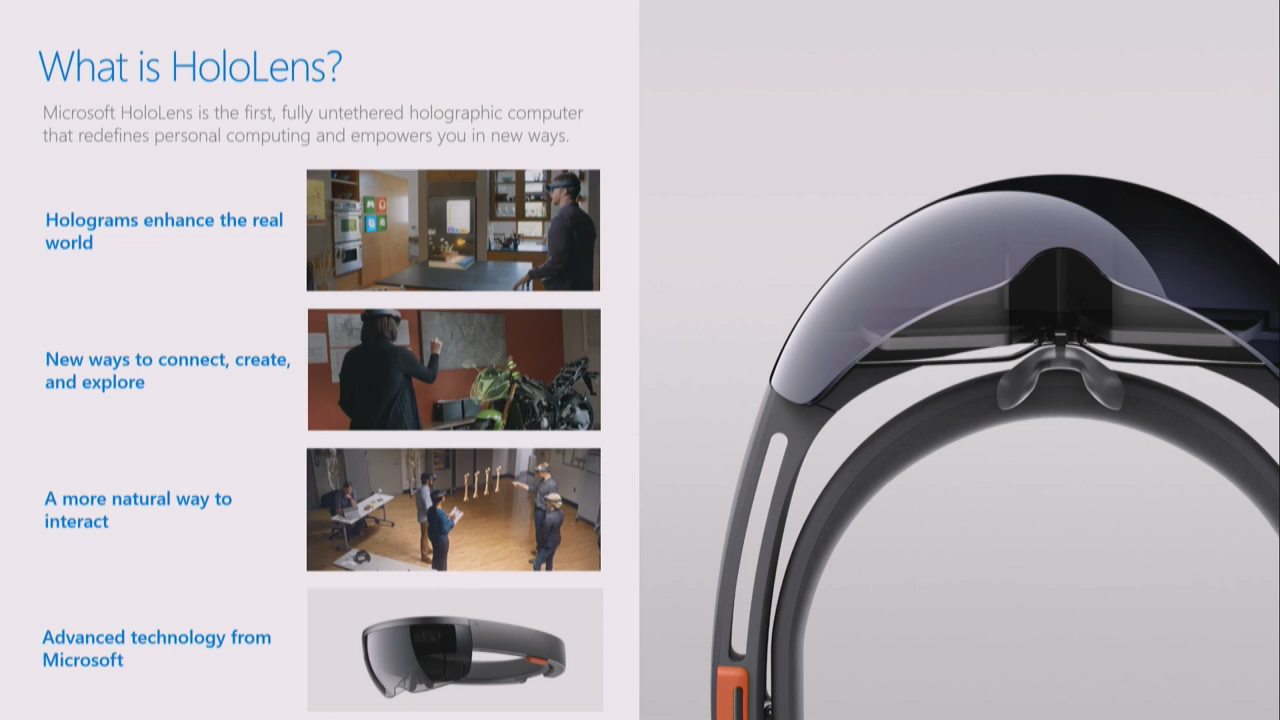 What is HoloLens?
Microsoft HoloLens is the first, fully untethered holographic computer
that redefines personal computing and empowers you in new ways.
Holograms enhance the real
world
New ways to connect, create,
and explore
A more natural way to
interact
Advanced technology from
Microsoft